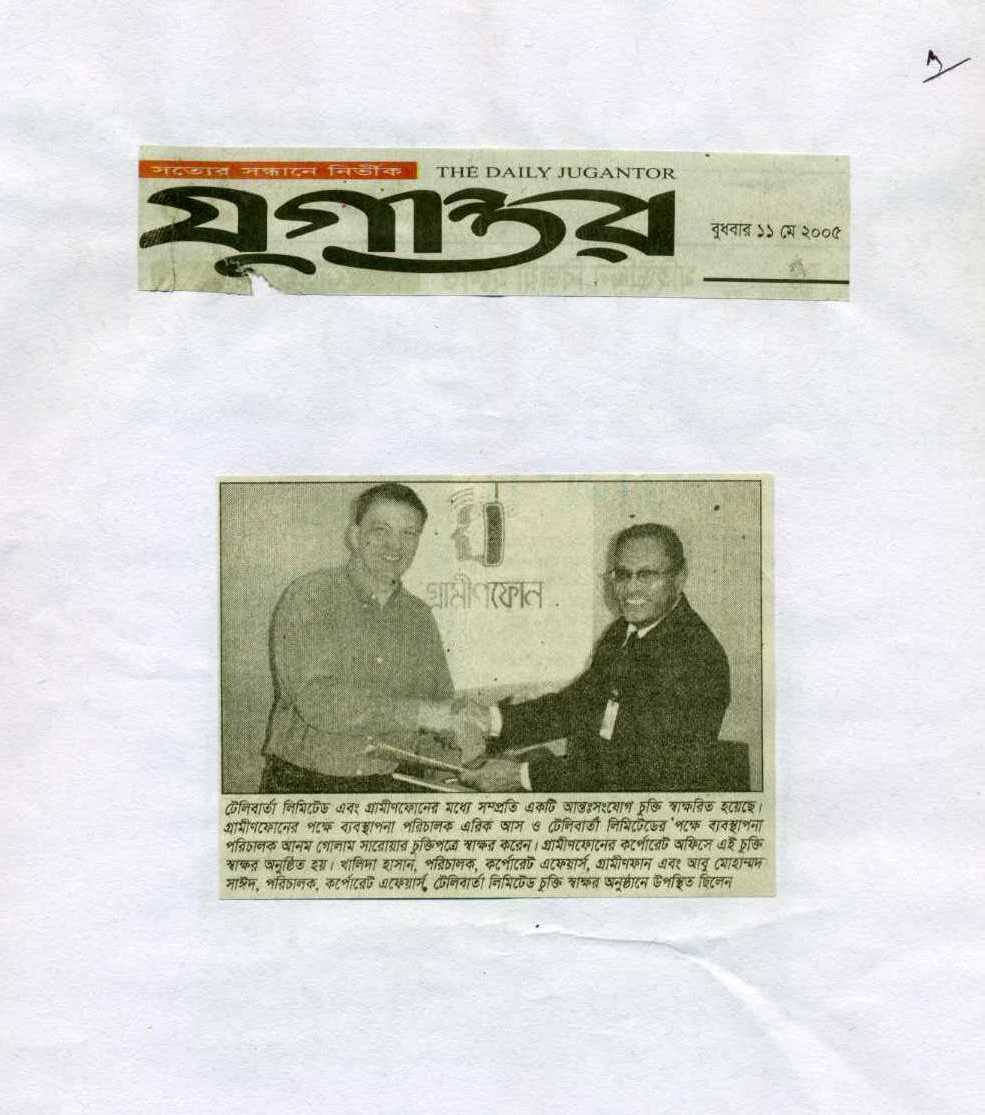 সত্যের সন্ধানে নির্ভীক
THE DAILY JUGANTOR
যুগান্তর
বুধবার ১১ মে ২০০৫
গ্রামীণফোন
টেলিবার্তা লিমিটেড এবং গ্রামীণফোনের মধ্যে সম্প্রতি একটি আন্তঃসংযোগ চুক্তি স্বাক্ষরিত হয়েছে।
গ্রামীণফোনের পক্ষে ব্যবস্থাপনা পরিচালক এরিক আস ও টেলিবার্তা লিমিটেডের পক্ষে ব্যবস্থাপনা
পরিচালক আনম গোলাম সারোয়ার চুক্তিপত্রে স্বাক্ষর করেন। গ্রামীণফোনের কর্পোরেট অফিসে এই চুক্তি
স্বাক্ষর অনুষ্ঠিত হয়। খালিদা হাসান, পরিচালক, কর্পোরেট এফেয়ার্স, গ্রামীণফান এবং আবু মোহাম্মদ
সাঈদ, পরিচালক, কর্পোরেট এফেয়ার্স, টেলিবার্তা লিমিটেড চুক্তি স্বাক্ষর অনুষ্ঠানে উপস্থিত ছিলেন